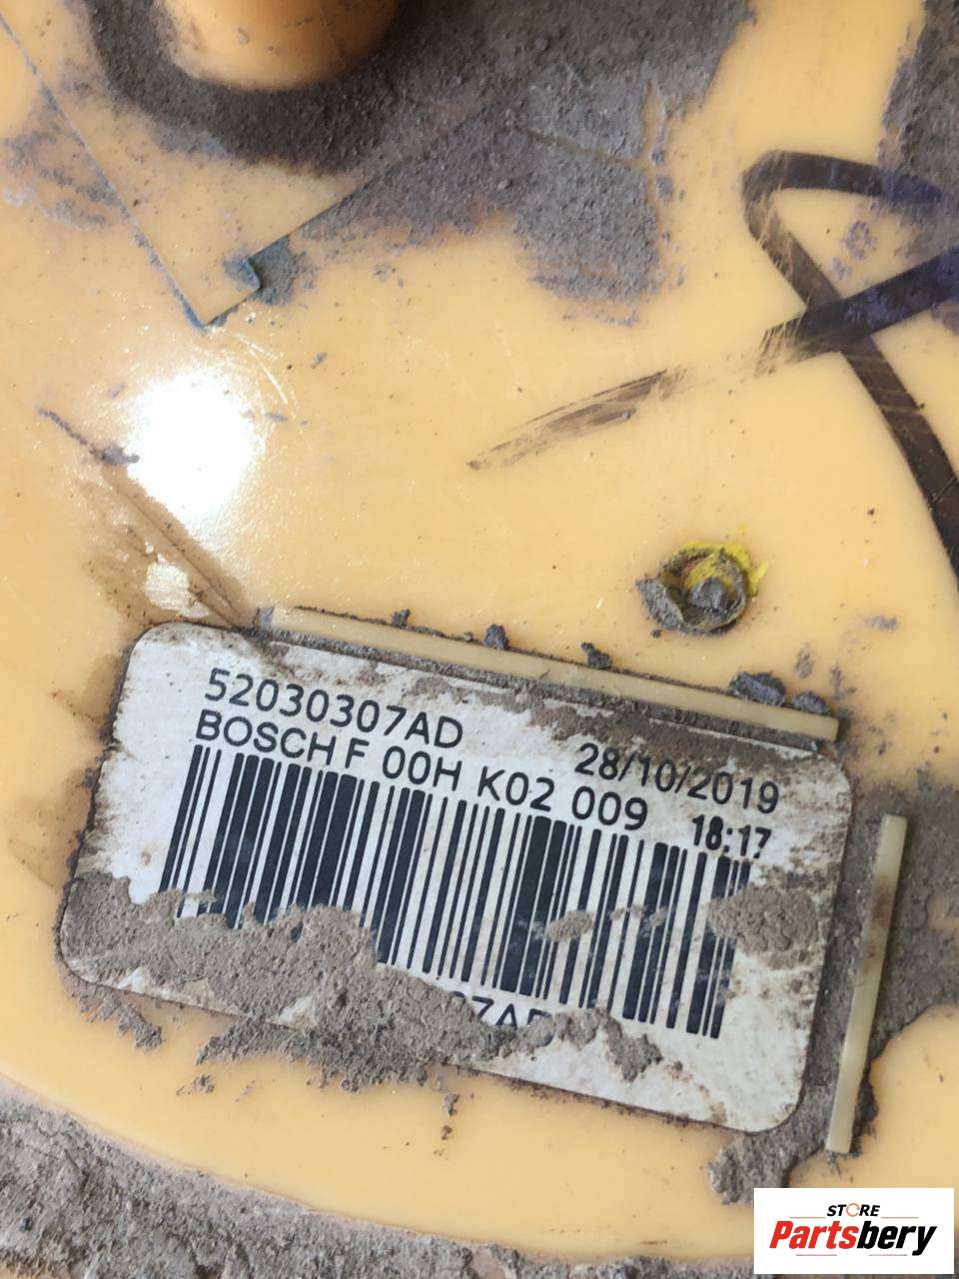 52030307AD
28/10/2019
BOSCH F 00H K02 009
18:17
STORE
Partsbery